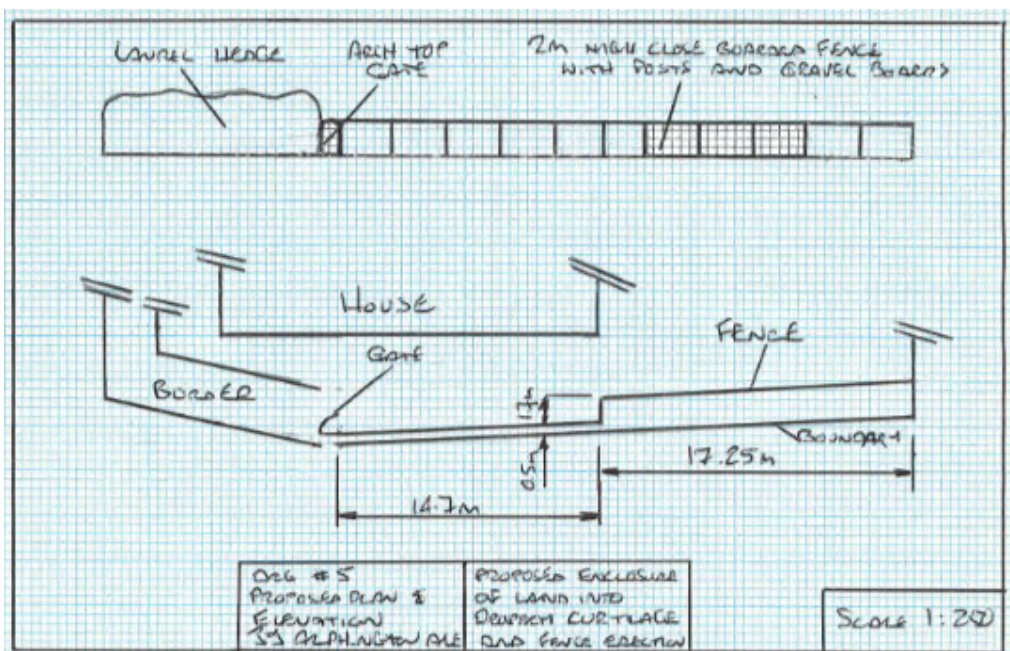 LAUREL HEDGE
ARCH TOP
GATE
2M HIGH CLOSE BOARDED FENCE
WITH POSTS AND GRAVEL BOARDS
HOUSE
GATE
FENCE
BORDER
BOUNDARY
0.5m
17.25m
14.7m
DRG #5
PROPOSED PLAN &
ELEVATION
ALPHINGTON AVE
PROPOSED ENCLOSURE
OF LAND INTO
CURTILAGE
AND FENCE ERECTION
SCALE 1:200